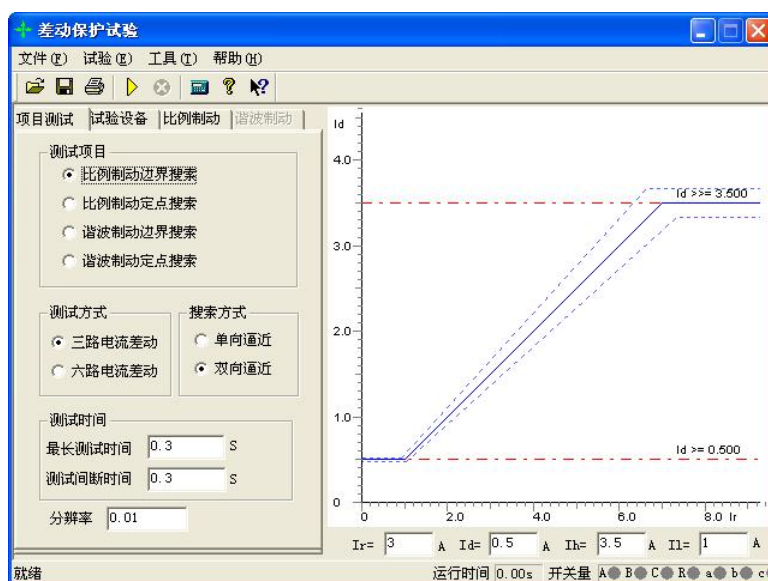 差动保护试验
文件(F) 试验(E) 工具(T) 帮助(H)
项目测试 试验设备 比例制动 谐波制动
测试项目
比例制动边界搜索
比例制动定点搜索
谐波制动边界搜索
谐波制动定点搜索
测试方式
三路电流差动
六路电流差动
搜索方式
单向逼近
双向逼近
测试时间
最长测试时间 0.3 S
测试间断时间 0.3 S
分辨率 0.01
Id
4.0
3.0
2.0
1.0
0
Id >>= 3.500
Id >= 0.500
0 2.0 4.0 6.0 8.0 Ir
Ir= 3 A Id= 0.5 A Ih= 3.5 A Il= 1 A
就绪 运行时间 0.00s 开关量 A B C R a b c